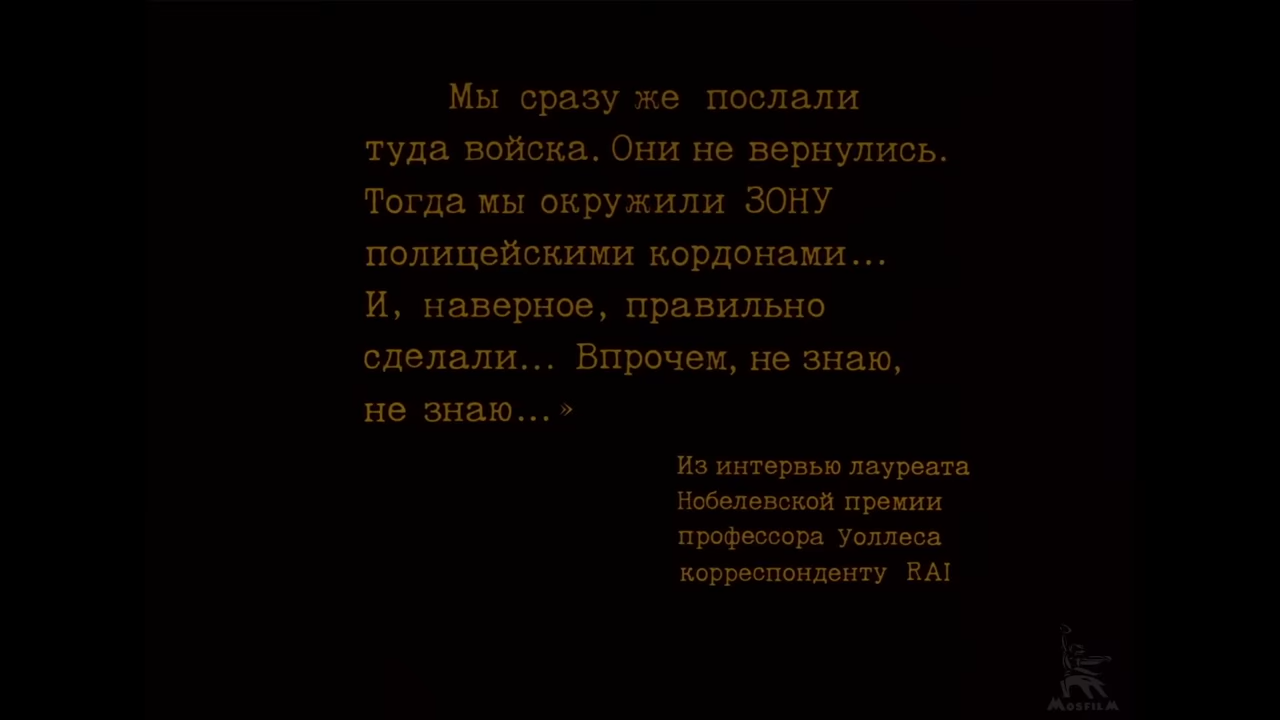 Мы сразу же послали
туда войска. Они не вернулись.
Тогда мы окружили ЗОНУ
полицейскими кордонами...
И, наверное, правильно
сделали... Впрочем, не знаю,
не знаю...»
Из интервью лауреата
Нобелевской премии
профессора Уоллеса
корреспонденту RAI
MOSFILM